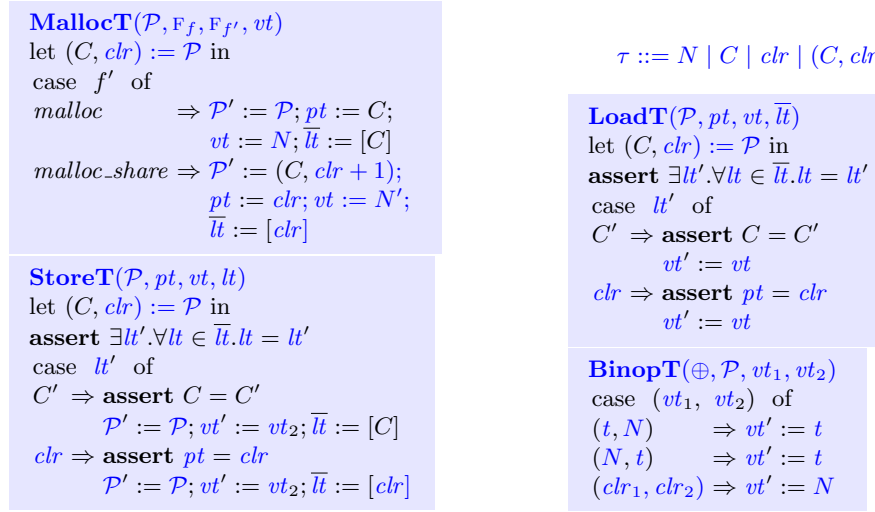 MallocT(𝒫, F_f, F_f′, vt)
let (C, clr) := 𝒫 in
case f′ of
malloc ⇒ 𝒫′ := 𝒫; pt := C;
vt := N; l̅t̅ := [C]
malloc_share ⇒ 𝒫′ := (C, clr + 1);
pt := clr; vt := N′;
l̅t̅ := [clr]
StoreT(𝒫, pt, vt, lt)
let (C, clr) := 𝒫 in
assert ∃lt′.∀lt ∈ l̅t̅.lt = lt′
case lt′ of
C′ ⇒ assert C = C′
𝒫′ := 𝒫; vt′ := vt₂; l̅t̅ := [C]
clr ⇒ assert pt = clr
𝒫′ := 𝒫; vt′ := vt₂; l̅t̅ := [clr]
τ ::= N | C | clr | (C, clr
LoadT(𝒫, pt, vt, l̅t̅)
let (C, clr) := 𝒫 in
assert ∃lt′.∀lt ∈ l̅t̅.lt = lt′
case lt′ of
C′ ⇒ assert C = C′
vt′ := vt
clr ⇒ assert pt = clr
vt′ := vt
BinopT(⊕, 𝒫, vt₁, vt₂)
case (vt₁, vt₂) of
(t, N) ⇒ vt′ := t
(N, t) ⇒ vt′ := t
(clr₁, clr₂) ⇒ vt′ := N